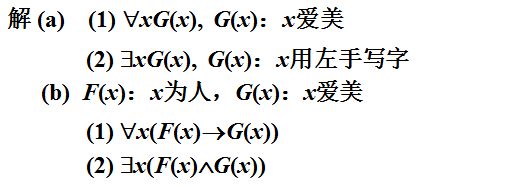 解 (a) (1) ∀xG(x), G(x)：x爱美
(2) ∃xG(x), G(x)：x用左手写字
(b) F(x)：x为人，G(x)：x爱美
(1) ∀x(F(x)→G(x))
(2) ∃x(F(x)∧G(x))